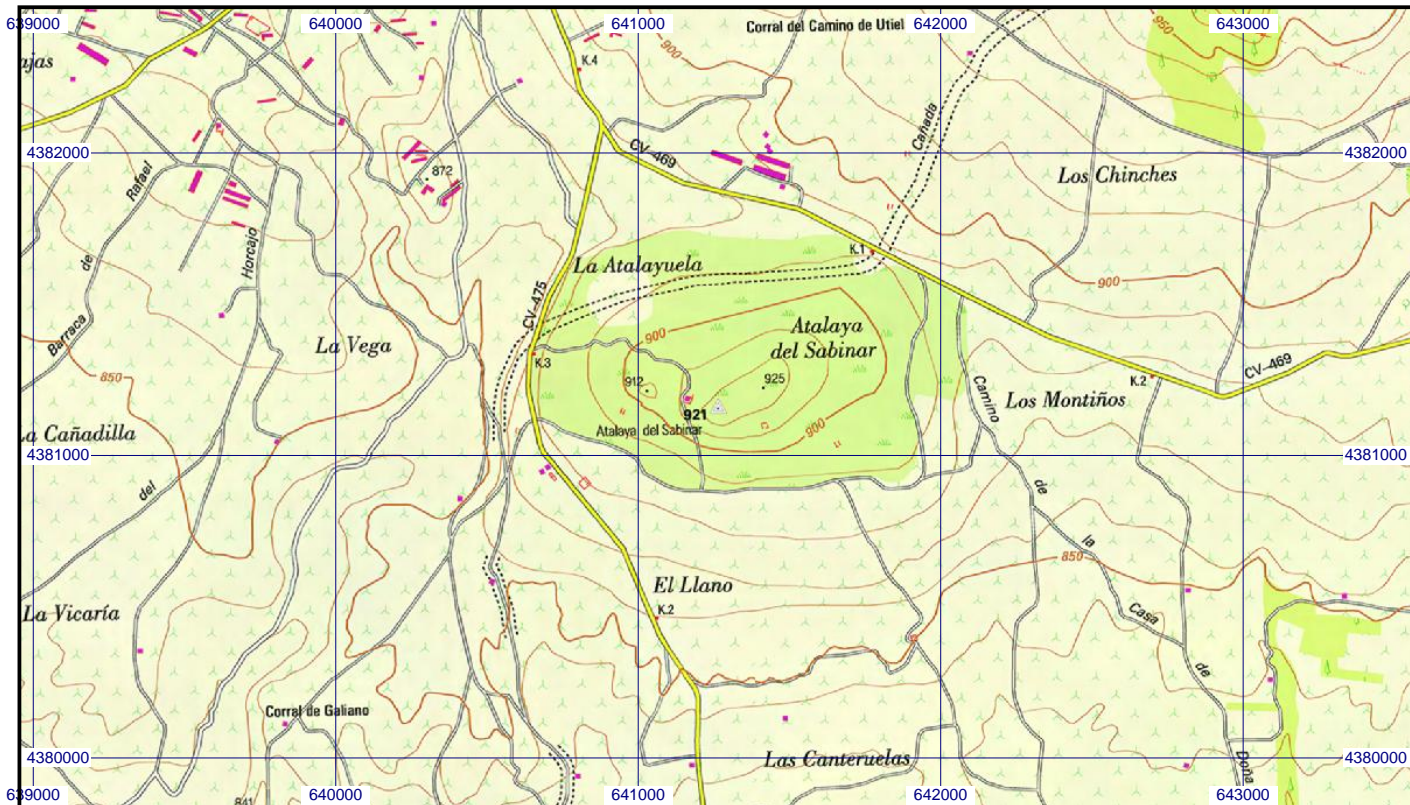 639000
640000
641000
642000
643000
Corral del Camino de Utiel
900
950
ajas
K.4
Cañada
4382000
CV-469
4382000
872
Los Chinches
Rafael
de
Barraca
Horcajo
K.1
La Atalayuela
900
CV-475
900
Atalaya
del Sabinar
La Vega
K.3
850
912
925
921
Atalaya del Sabinar
900
K.2
CV-469
Los Montiños
Camino
de
la
Casa
de
Doña
La Cañadilla
4381000
4381000
del
850
El Llano
K.2
La Vicaría
Corral de Galiano
Las Canteruelas
4380000
4380000
841
639000
640000
641000
642000
643000